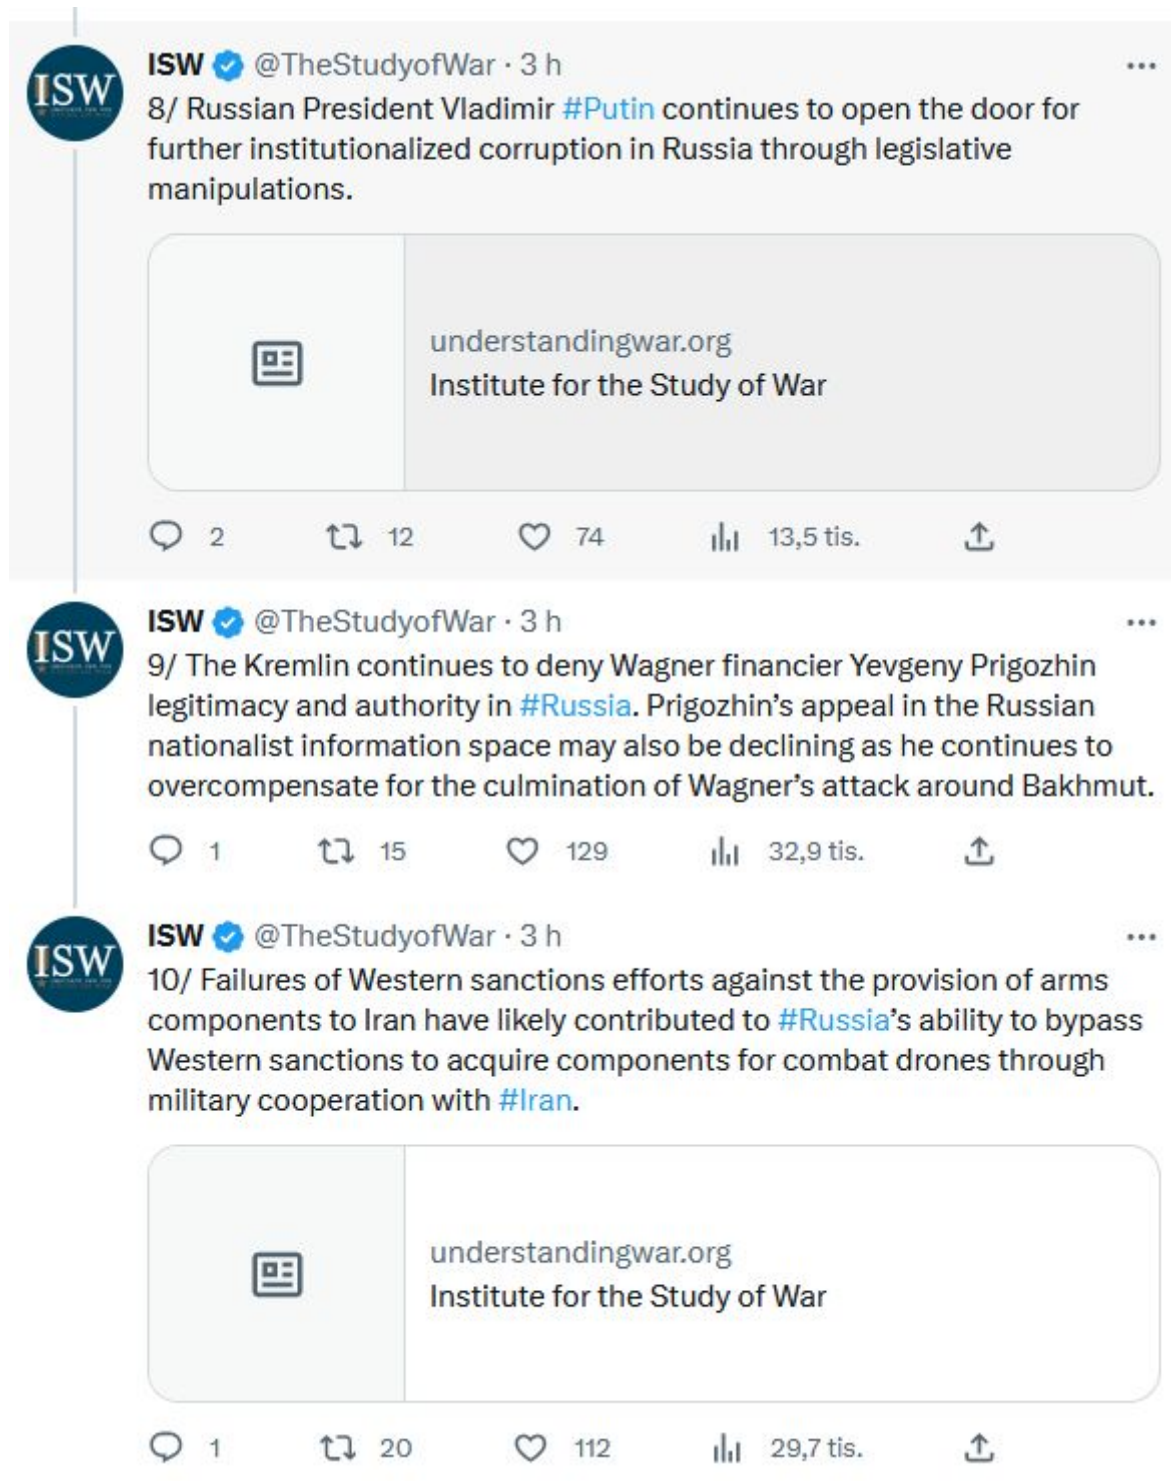 ISW @TheStudyofWar · 3 h
8/ Russian President Vladimir #Putin continues to open the door for
further institutionalized corruption in Russia through legislative
manipulations.
understandingwar.org
Institute for the Study of War
2 12 74 13,5 tis.
ISW
ISW @TheStudyofWar · 3 h
9/ The Kremlin continues to deny Wagner financier Yevgeny Prigozhin
legitimacy and authority in #Russia. Prigozhin's appeal in the Russian
nationalist information space may also be declining as he continues to
overcompensate for the culmination of Wagner's attack around Bakhmut.
1 15 129 32,9 tis.
ISW
ISW @TheStudyofWar · 3 h
10/ Failures of Western sanctions efforts against the provision of arms
components to Iran have likely contributed to #Russia's ability to bypass
Western sanctions to acquire components for combat drones through
military cooperation with #Iran.
understandingwar.org
Institute for the Study of War
1 20 112 29,7 tis.
ISW